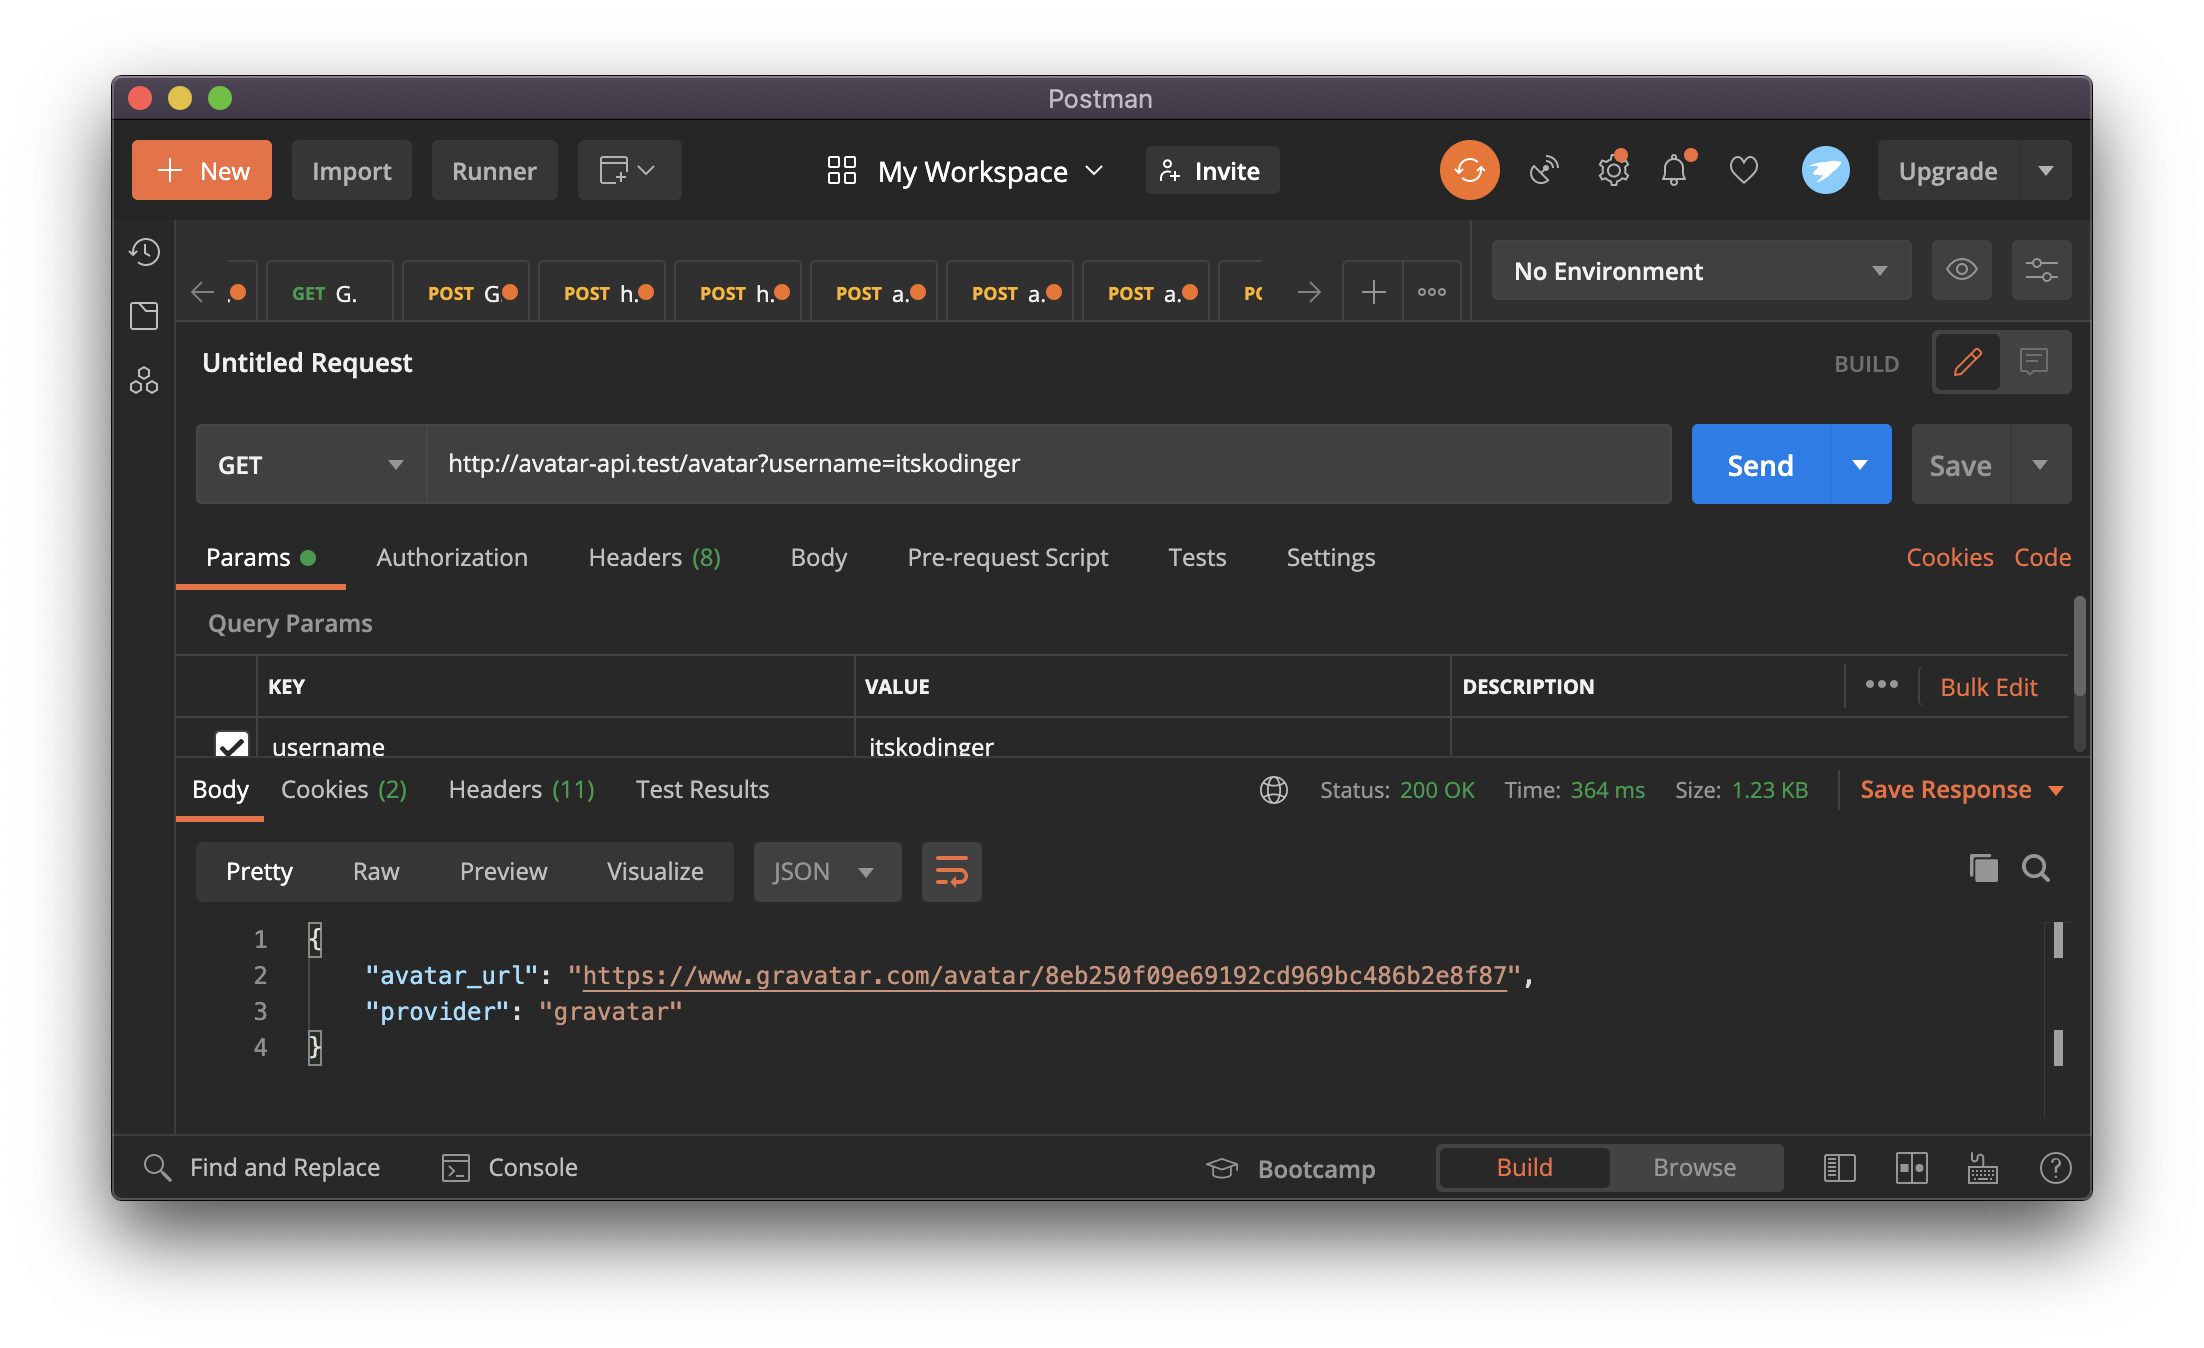 Postman
New
Import
Runner
My Workspace
Invite
Upgrade
GET G.
POST G.
POST h.
POST h.
POST a.
POST a.
POST a.
No Environment
Untitled Request
BUILD
GET
http://avatar-api.test/avatar?username=itskodinger
Send
Save
Params
Authorization
Headers (8)
Body
Pre-request Script
Tests
Settings
Cookies
Code
Query Params
KEY
VALUE
DESCRIPTION
Bulk Edit
username
itskodinger
Body
Cookies (2)
Headers (11)
Test Results
Status: 200 OK
Time: 364 ms
Size: 1.23 KB
Save Response
Pretty
Raw
Preview
Visualize
JSON
1 {
2 "avatar_url": "https://www.gravatar.com/avatar/8eb250f09e69192cd969bc486b2e8f87",
3 "provider": "gravatar"
4 }
Find and Replace
Console
Bootcamp
Build
Browse